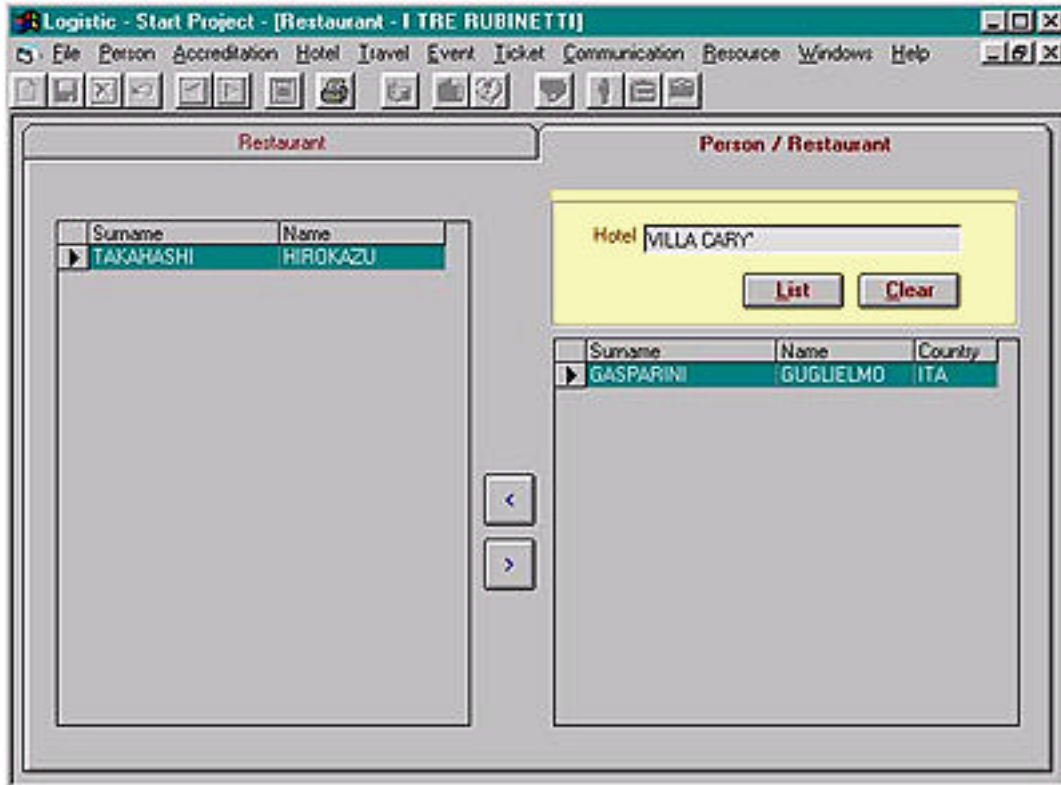 Logistic - Start Project - [Restaurant - I TRE RUBINETTI]
File Person Accreditation Hotel Travel Event Ticket Communication Resource Windows Help
Restaurant Person / Restaurant
Hotel VILLA CARY'
List Clear
Surname Name
TAKAHASHI HIROKAZU
Surname Name Country
GASPARINI GUGLIELMO ITA
<
>